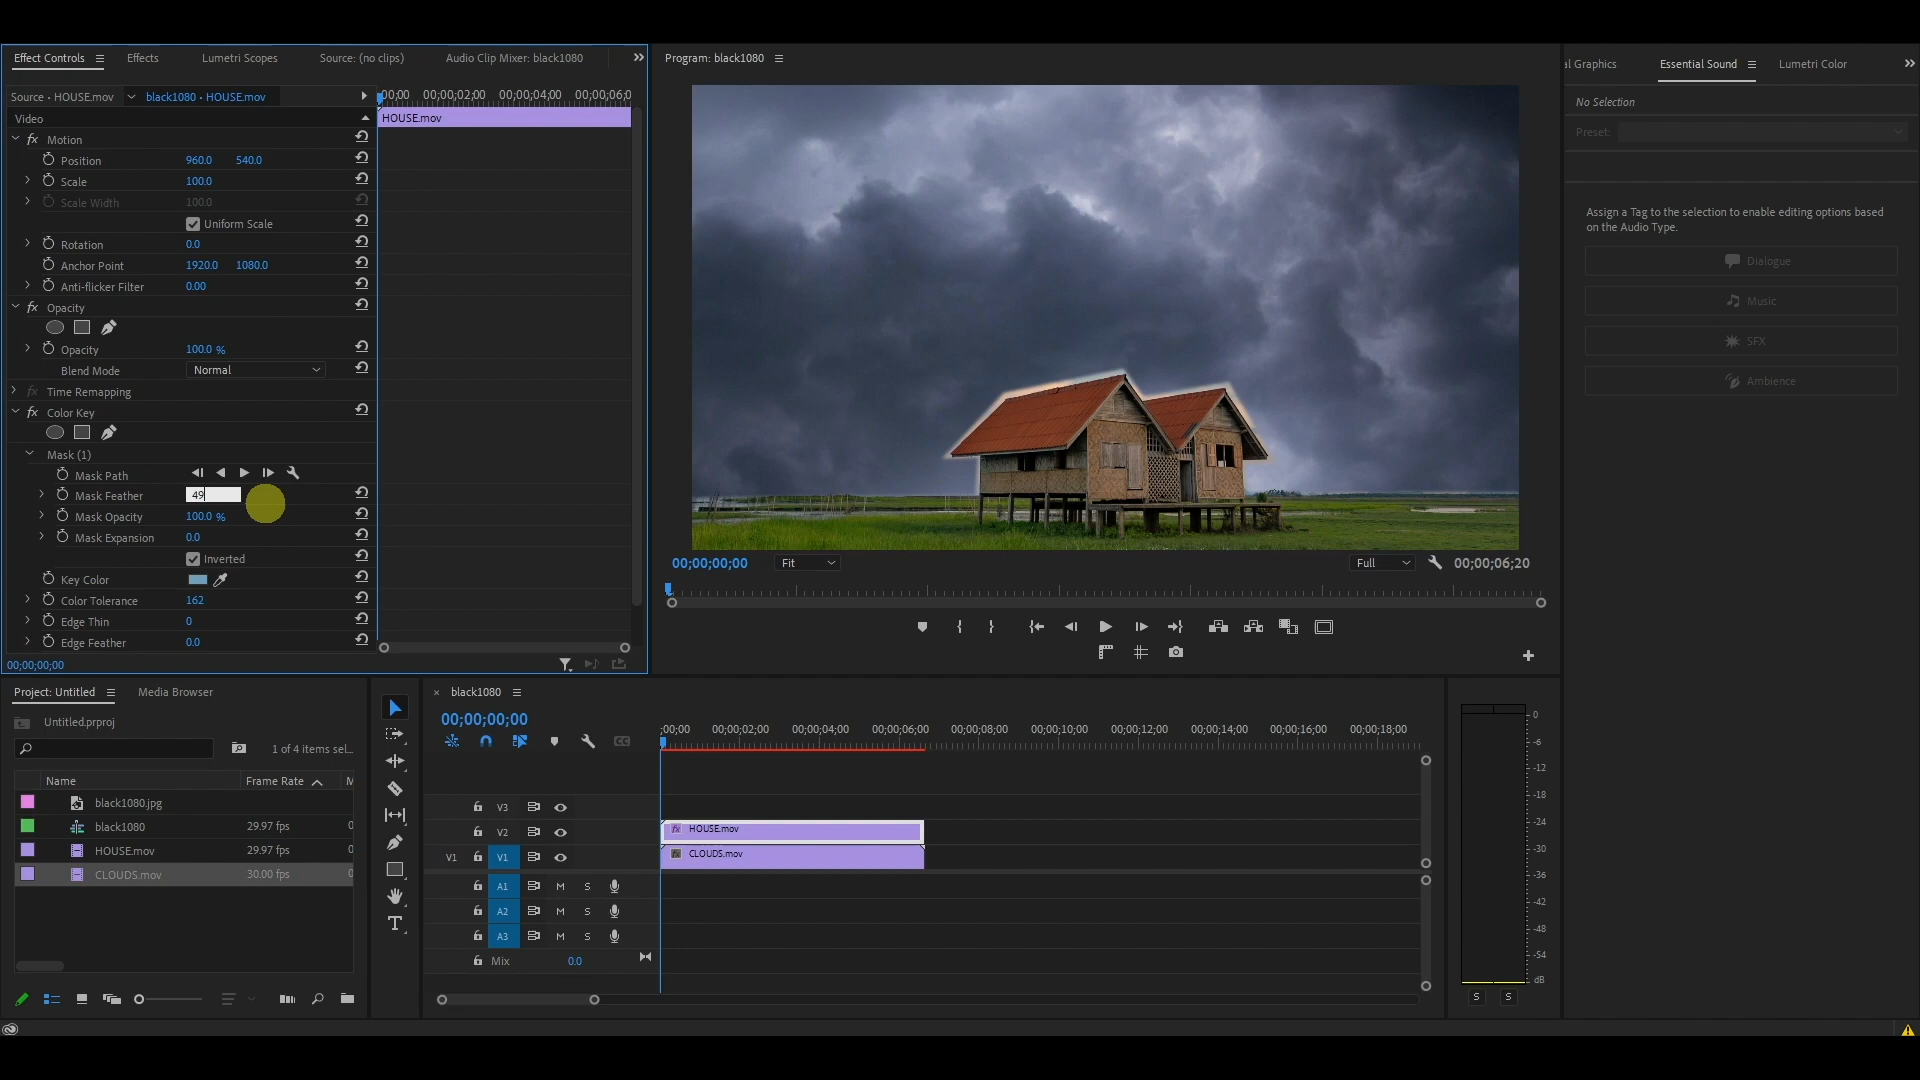 Effect Controls Effects Lumetri Scopes Source: (no clips) Audio Clip Mixer: black1080
Source • HOUSE.mov black1080 • HOUSE.mov
:00;00 00;00;02;00 00;00;04;00 00;00;06;0
Video
HOUSE.mov
fx Motion
Position 960.0 540.0
Scale 100.0
Scale Width 100.0
Uniform Scale
Rotation 0.0
Anchor Point 1920.0 1080.0
Anti-flicker Filter 0.00
fx Opacity
Opacity 100.0 %
Blend Mode Normal
fx Time Remapping
fx Color Key
Mask (1)
Mask Path
Mask Feather 49
Mask Opacity 100.0 %
Mask Expansion 0.0
Inverted
Key Color
Color Tolerance 162
Edge Thin 0
Edge Feather 0.0
00;00;00;00
Program: black1080
00;00;00;00 Fit Full 00;00;06;20
al Graphics Essential Sound Lumetri Color
No Selection
Preset:
Assign a Tag to the selection to enable editing options based
on the Audio Type.
Dialogue
Music
SFX
Ambience
Project: Untitled Media Browser
Untitled.prproj
1 of 4 items sel...
Name Frame Rate M
black1080.jpg
black1080 29.97 fps 0
HOUSE.mov 29.97 fps 0
CLOUDS.mov 30.00 fps 0
T
× black1080
00;00;00;00
;00;00 00;00;02;00 00;00;04;00 00;00;06;00 00;00;08;00 00;00;10;00 00;00;12;00 00;00;14;00 00;00;16;00 00;00;18;00
CC
V3
V2 fx HOUSE.mov
V1 V1 fx CLOUDS.mov
A1 M S
A2 M S
A3 M S
Mix 0.0
0
-6
-12
-18
-24
-30
-36
-42
-48
-54
dB
S S